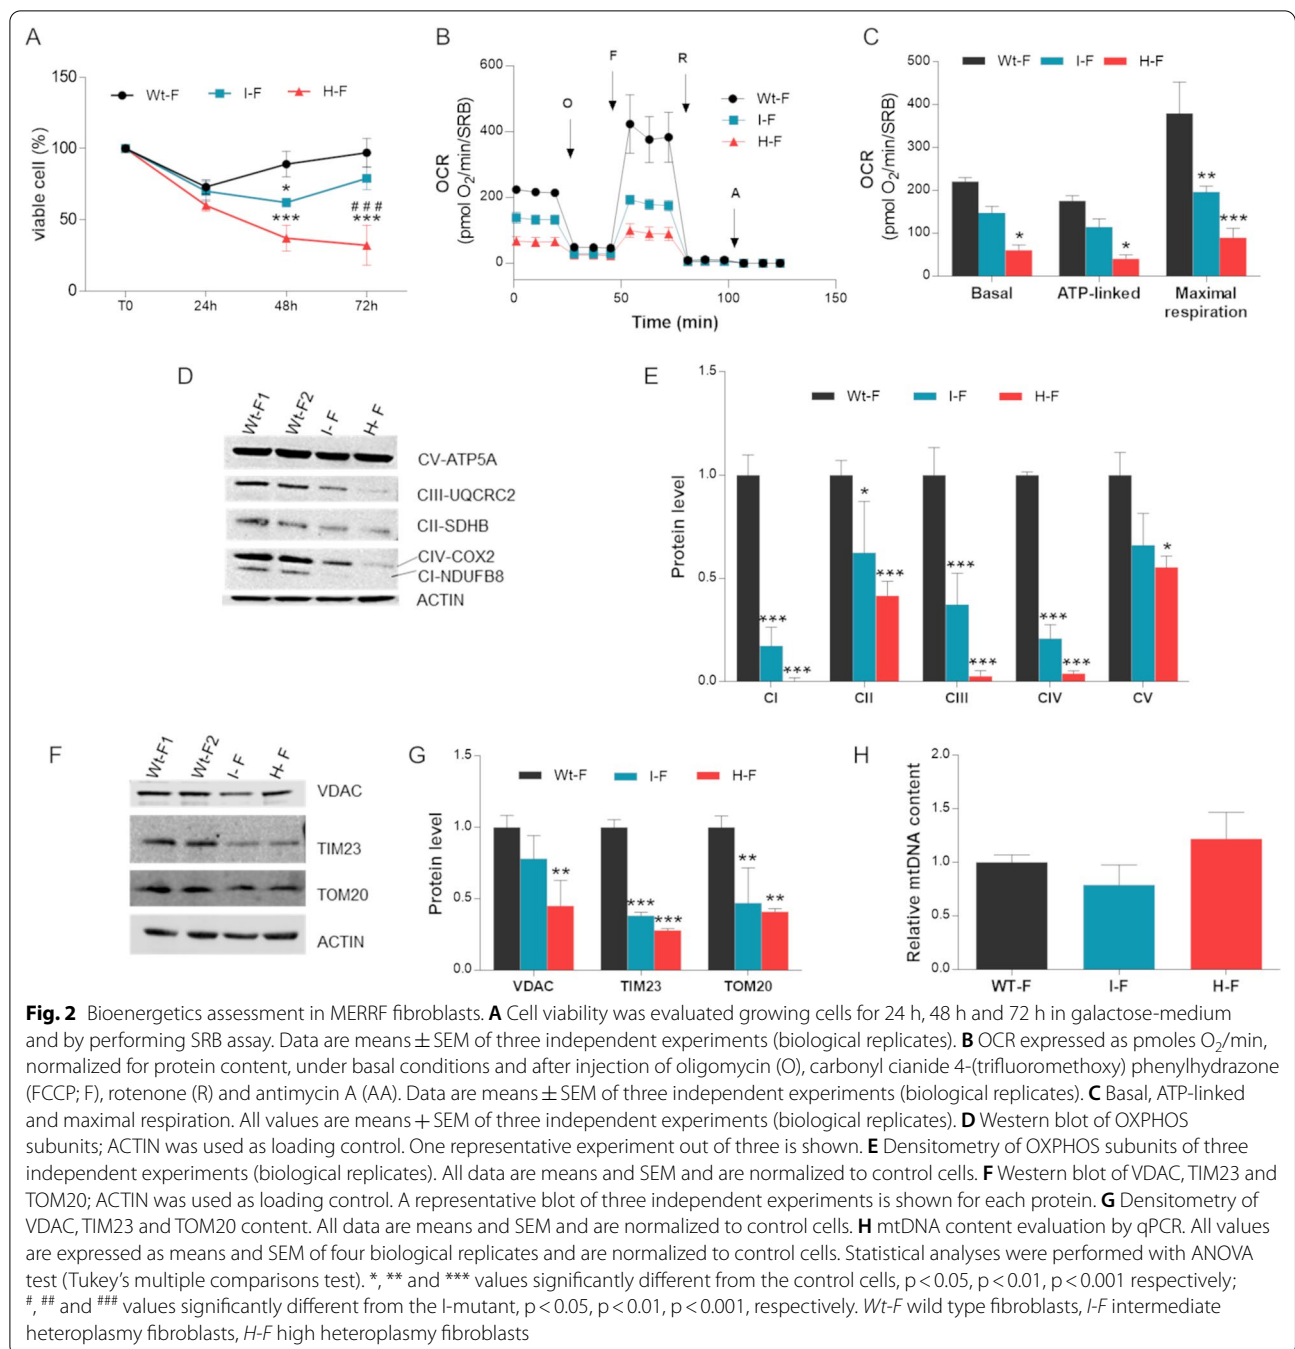 A
150
100
50
0
viable cell (%)
Wt-F
I-F
H-F
*
***
###
***
T0
24h
48h
72h
B
600
400
200
0
OCR
(pmol O₂/min/SRB)
O
F
R
A
Wt-F
I-F
H-F
0
50
100
150
Time (min)
C
500
400
300
200
100
0
OCR
(pmol O₂/min/SRB)
Wt-F
I-F
H-F
*
*
**
***
Basal
ATP-linked
Maximal
respiration
D
Wt-F1
Wt-F2
I- F
H- F
CV-ATP5A
CIII-UQCRC2
CII-SDHB
CIV-COX2
CI-NDUFB8
ACTIN
E
1.5
1.0
0.5
0.0
Protein level
Wt-F
I-F
H-F
***
***
*
***
***
***
***
***
*
CI
CII
CIII
CIV
CV
F
Wt-F1
Wt-F2
I- F
H- F
VDAC
TIM23
TOM20
ACTIN
G
1.5
1.0
0.5
0.0
Protein level
Wt-F
I-F
H-F
**
***
***
**
**
VDAC
TIM23
TOM20
H
2.0
1.5
1.0
0.5
0.0
Relative mtDNA content
WT-F
I-F
H-F
Fig. 2 Bioenergetics assessment in MERRF fibroblasts. A Cell viability was evaluated growing cells for 24 h, 48 h and 72 h in galactose-medium
and by performing SRB assay. Data are means ± SEM of three independent experiments (biological replicates). B OCR expressed as pmoles O₂/min,
normalized for protein content, under basal conditions and after injection of oligomycin (O), carbonyl cianide 4-(trifluoromethoxy) phenylhydrazone
(FCCP; F), rotenone (R) and antimycin A (AA). Data are means ± SEM of three independent experiments (biological replicates). C Basal, ATP-linked
and maximal respiration. All values are means + SEM of three independent experiments (biological replicates). D Western blot of OXPHOS
subunits; ACTIN was used as loading control. One representative experiment out of three is shown. E Densitometry of OXPHOS subunits of three
independent experiments (biological replicates). All data are means and SEM and are normalized to control cells. F Western blot of VDAC, TIM23 and
TOM20; ACTIN was used as loading control. A representative blot of three independent experiments is shown for each protein. G Densitometry of
VDAC, TIM23 and TOM20 content. All data are means and SEM and are normalized to control cells. H mtDNA content evaluation by qPCR. All values
are expressed as means and SEM of four biological replicates and are normalized to control cells. Statistical analyses were performed with ANOVA
test (Tukey's multiple comparisons test). *, ** and *** values significantly different from the control cells, p < 0.05, p < 0.01, p < 0.001 respectively;
#, ## and ### values significantly different from the I-mutant, p < 0.05, p < 0.01, p < 0.001, respectively. Wt-F wild type fibroblasts, I-F intermediate
heteroplasmy fibroblasts, H-F high heteroplasmy fibroblasts